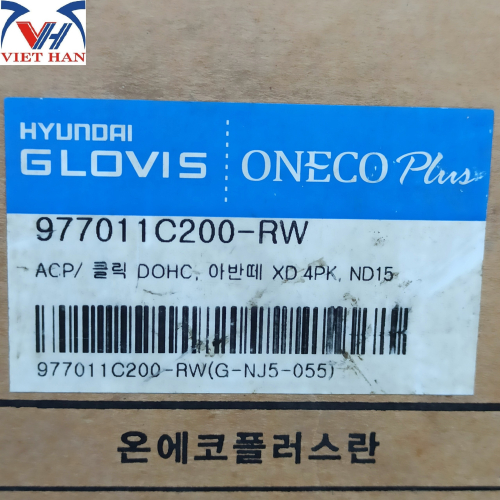 VH
VIET HAN
HYUNDAI
GLOVIS
ONECO Plus
977011C200-RW
ACP/ 클릭 DOHC, 아반떼 XD 4PK, ND15
977011C200-RW(G-NJ5-055)
온에코플러스란